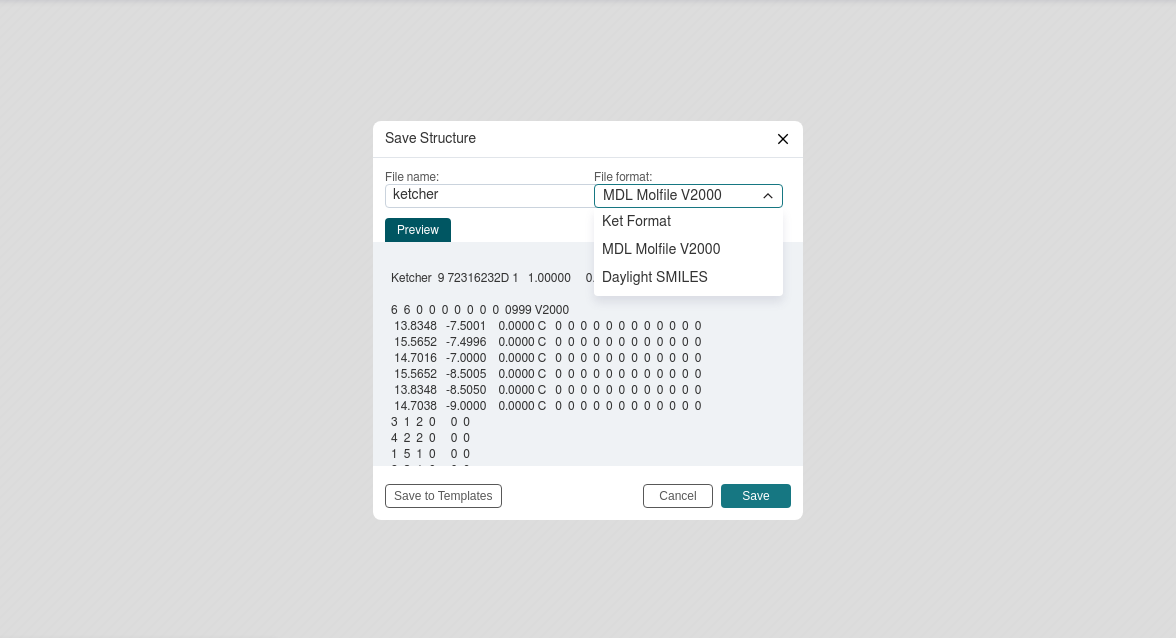 Save Structure
File name:
File format:
ketcher
MDL Molfile V2000
Ket Format
MDL Molfile V2000
Daylight SMILES
Preview
Ketcher 9 72316232D 1 1.00000 0.
6 6 0 0 0 0 0 0 0 0999 V2000
13.8348 -7.5001 0.0000 C 0 0 0 0 0 0 0 0 0 0 0 0
15.5652 -7.4996 0.0000 C 0 0 0 0 0 0 0 0 0 0 0 0
14.7016 -7.0000 0.0000 C 0 0 0 0 0 0 0 0 0 0 0 0
15.5652 -8.5005 0.0000 C 0 0 0 0 0 0 0 0 0 0 0 0
13.8348 -8.5050 0.0000 C 0 0 0 0 0 0 0 0 0 0 0 0
14.7038 -9.0000 0.0000 C 0 0 0 0 0 0 0 0 0 0 0 0
3 1 2 0 0 0
4 2 2 0 0 0
1 5 1 0 0 0
Save to Templates
Cancel
Save